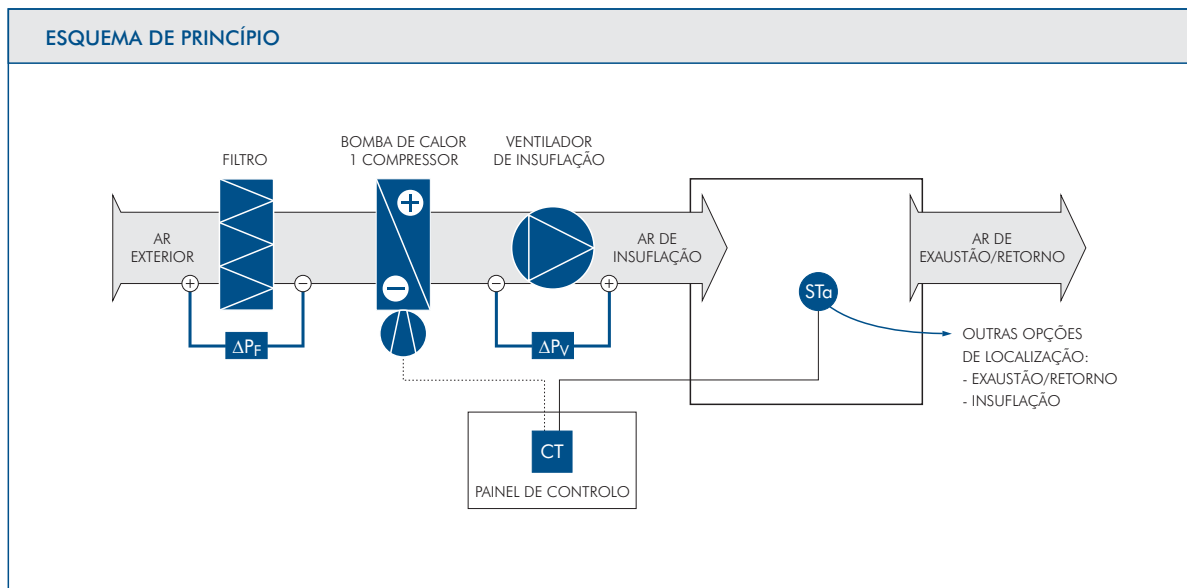 ESQUEMA DE PRINCÍPIO
FILTRO
BOMBA DE CALOR
1 COMPRESSOR
VENTILADOR
DE INSUFLAÇÃO
AR
EXTERIOR
AR DE
INSUFLAÇÃO
AR DE
EXAUSTÃO/RETORNO
+
−
+
−
−
+
STa
ΔPF
ΔPV
OUTRAS OPÇÕES
DE LOCALIZAÇÃO:
- EXAUSTÃO/RETORNO
- INSUFLAÇÃO
CT
PAINEL DE CONTROLO